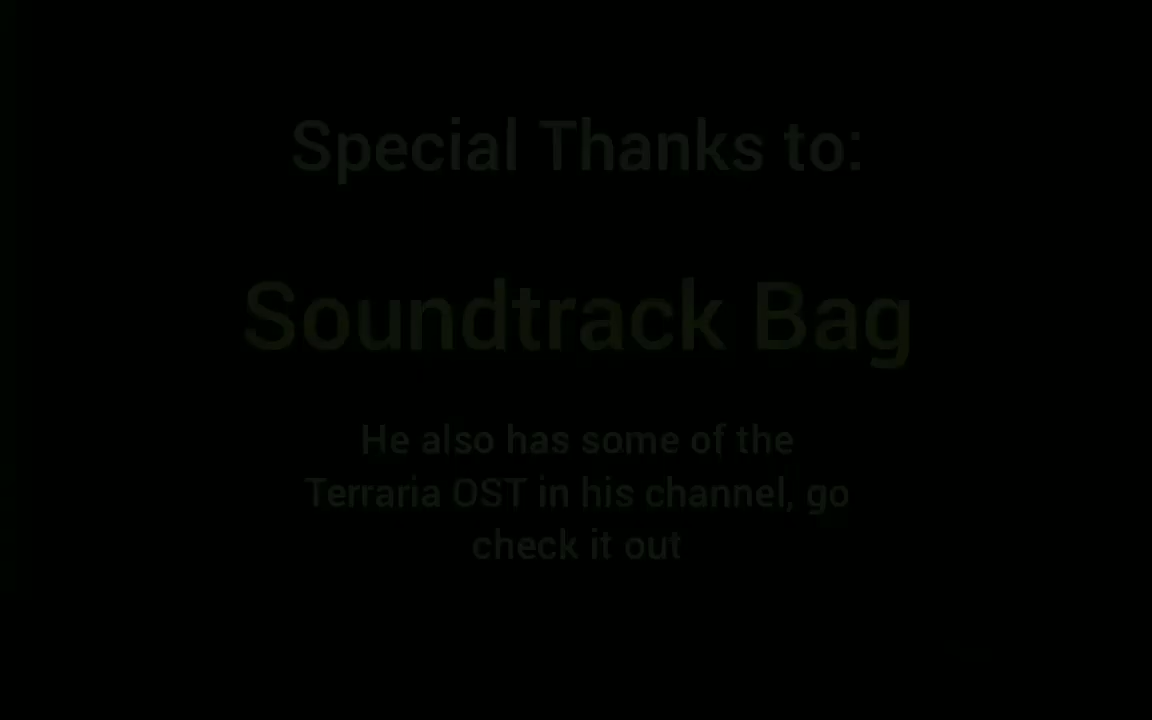 Special Thanks to:
Soundtrack Bag
He also has some of the
Terraria OST in his channel, go
check it out